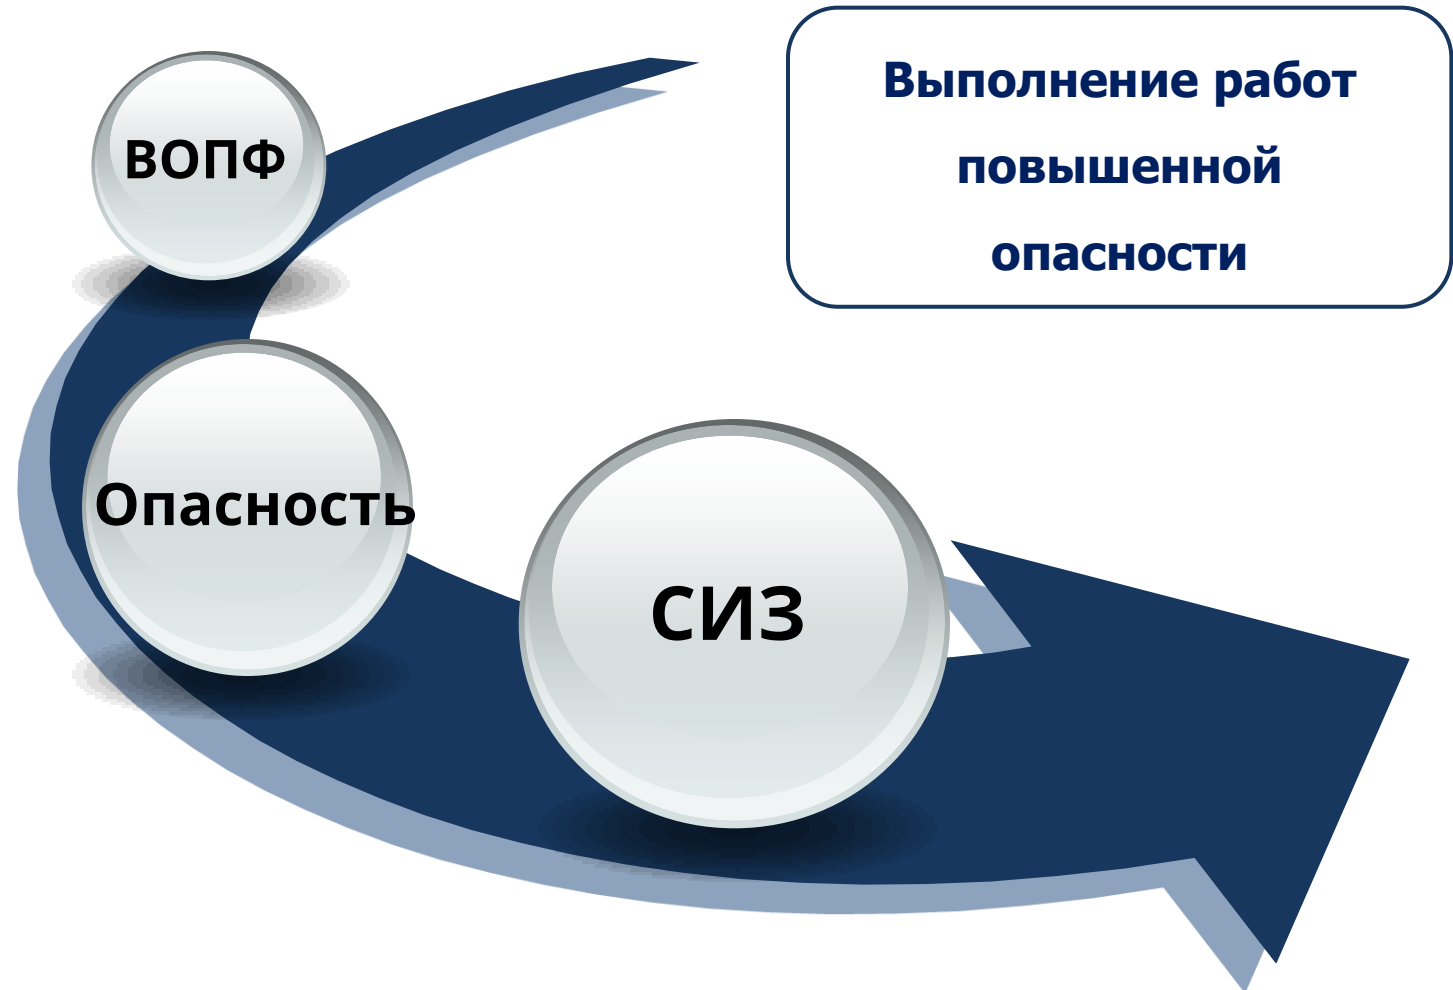 Выполнение работ
повышенной
опасности
ВОПФ
Опасность
СИЗ